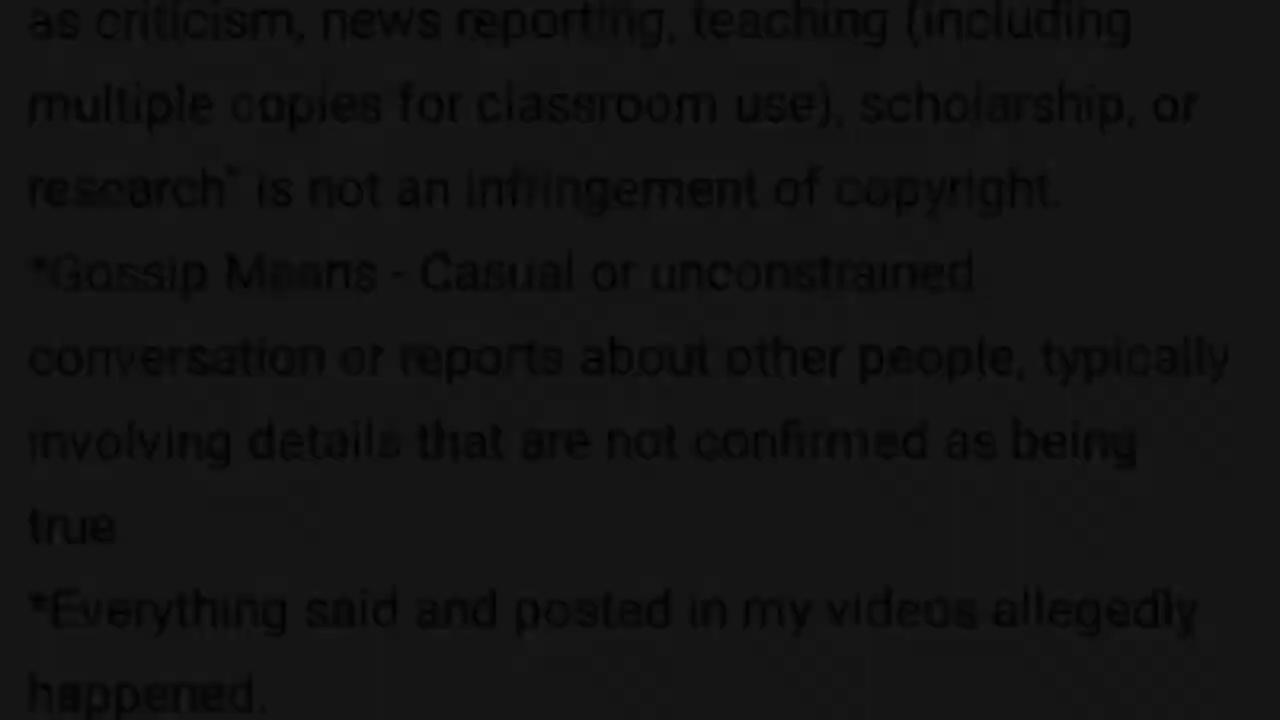 as criticism, news reporting, teaching (including
multiple copies for classroom use), scholarship, or
research" is not an infringement of copyright.
*Gossip Means - Casual or unconstrained
conversation or reports about other people, typically
involving details that are not confirmed as being
true
*Everything said and posted in my videos allegedly
happened.